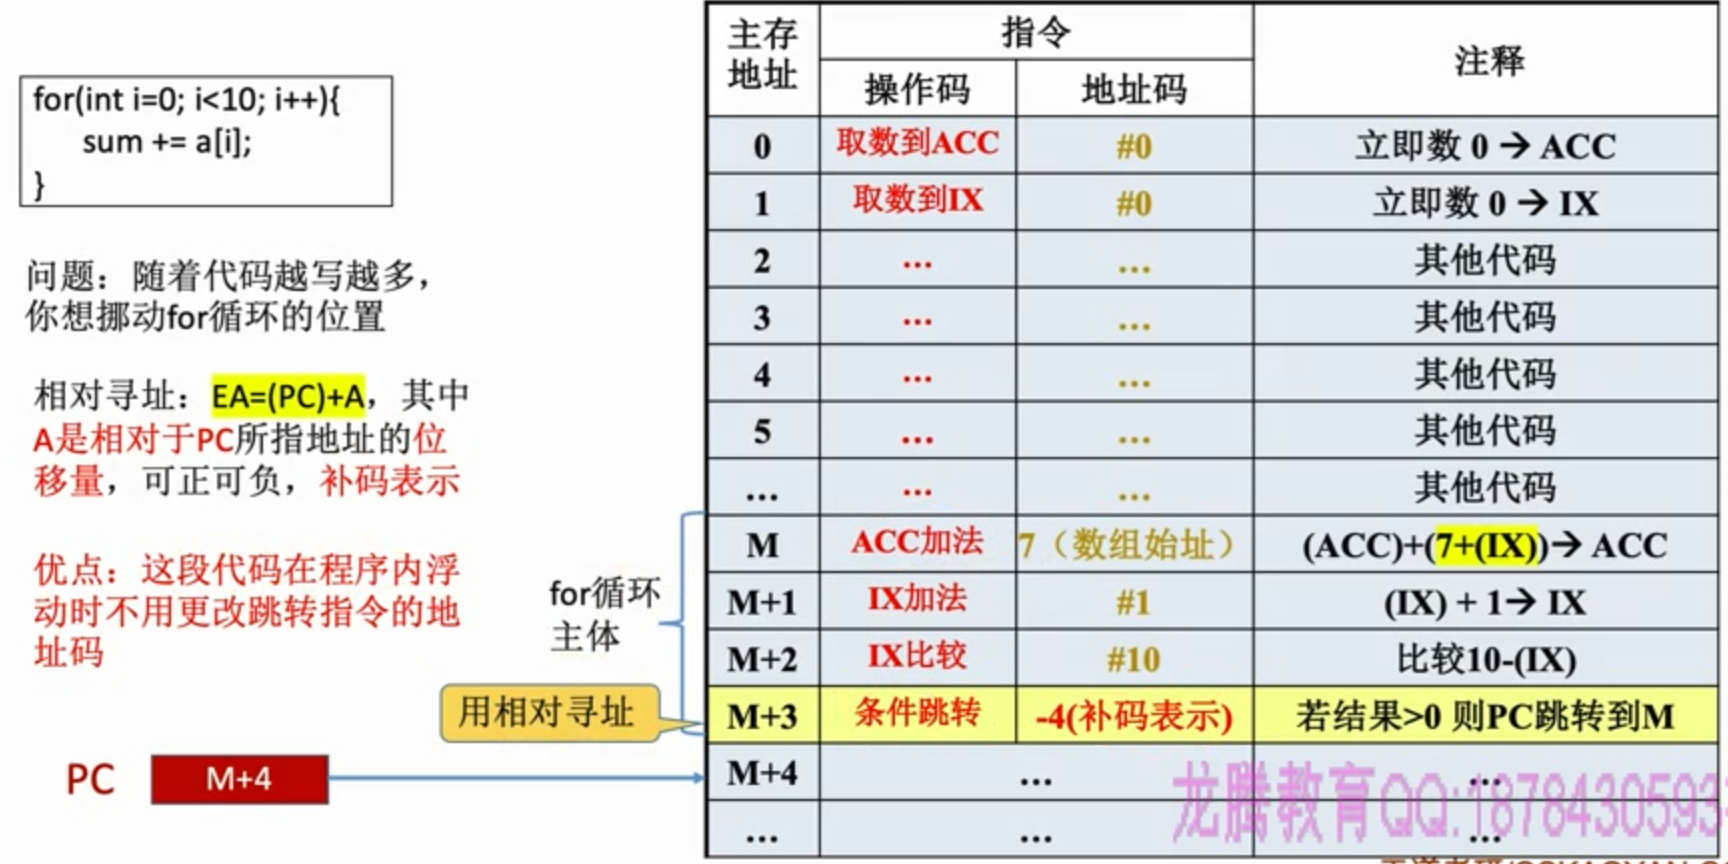 for(int i=0; i<10; i++){
sum += a[i];
}
问题：随着代码越写越多，
你想挪动for循环的位置
相对寻址：EA=(PC)+A，其中
A是相对于PC所指地址的位
移量，可正可负，补码表示
优点：这段代码在程序内浮
动时不用更改跳转指令的地
址码
for循环
主体
用相对寻址
PC M+4
主存
地址 指令 注释
操作码 地址码
0 取数到ACC #0 立即数 0 → ACC
1 取数到IX #0 立即数 0 → IX
2 ... ... 其他代码
3 ... ... 其他代码
4 ... ... 其他代码
5 ... ... 其他代码
... ... ... 其他代码
M ACC加法 7（数组始址） (ACC)+(7+(IX))→ ACC
M+1 IX加法 #1 (IX) + 1→ IX
M+2 IX比较 #10 比较10-(IX)
M+3 条件跳转 -4(补码表示) 若结果>0 则PC跳转到M
M+4 ... ...
... ... ...
龙腾教育QQ:1878430593